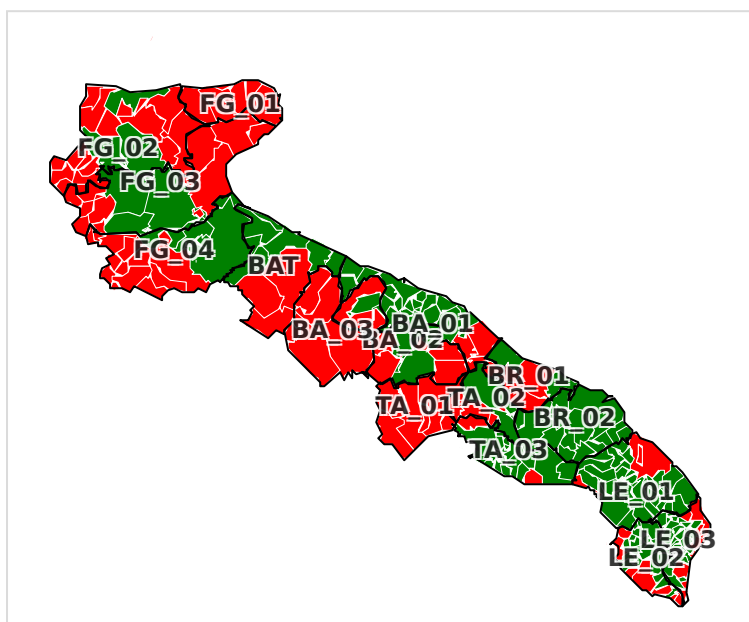 FG_01
FG_02
FG_03
FG_04
BAT
BA_01
BA_03
BA_02
BR_01
TA_02
TA_01
BR_02
TA_03
LE_01
LE_03
LE_02